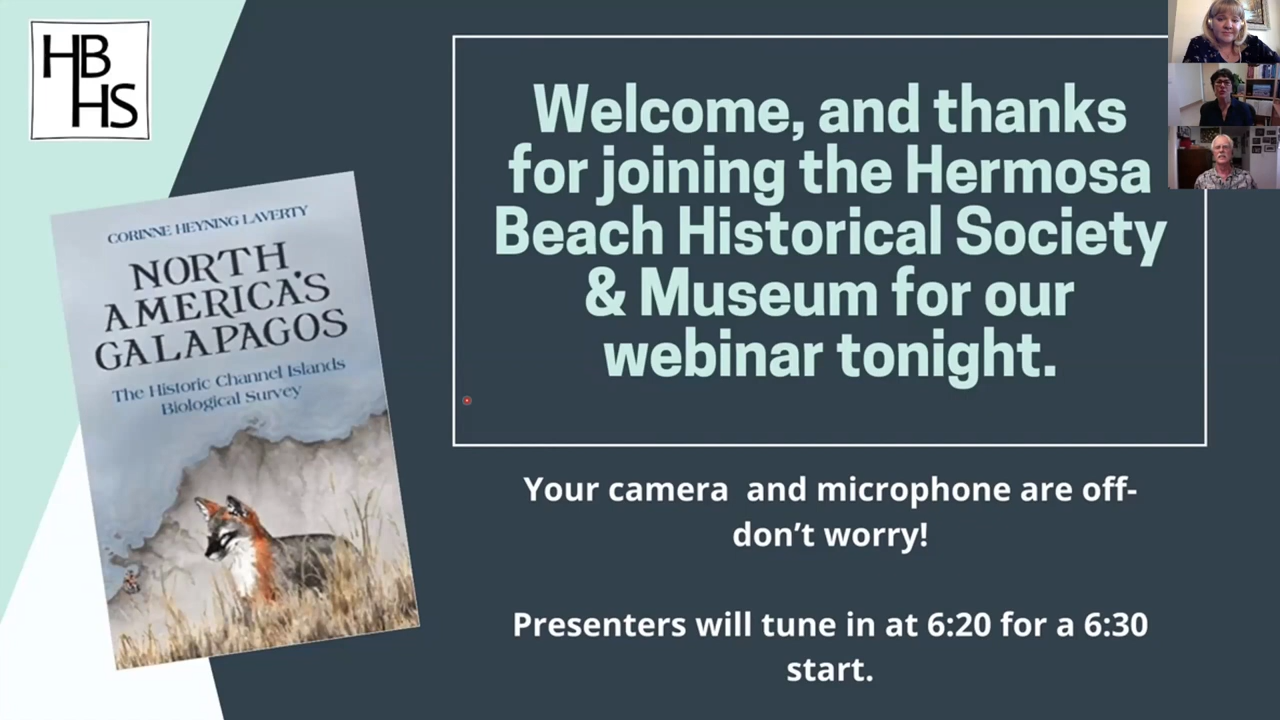 HB
HS
CORINNE HEYNING LAVERTY
NORTH
AMERICA'S
GALAPAGOS
The Historic Channel Islands
Biological Survey
Welcome, and thanks
for joining the Hermosa
Beach Historical Society
& Museum for our
webinar tonight.
Your camera and microphone are off-
don't worry!
Presenters will tune in at 6:20 for a 6:30
start.